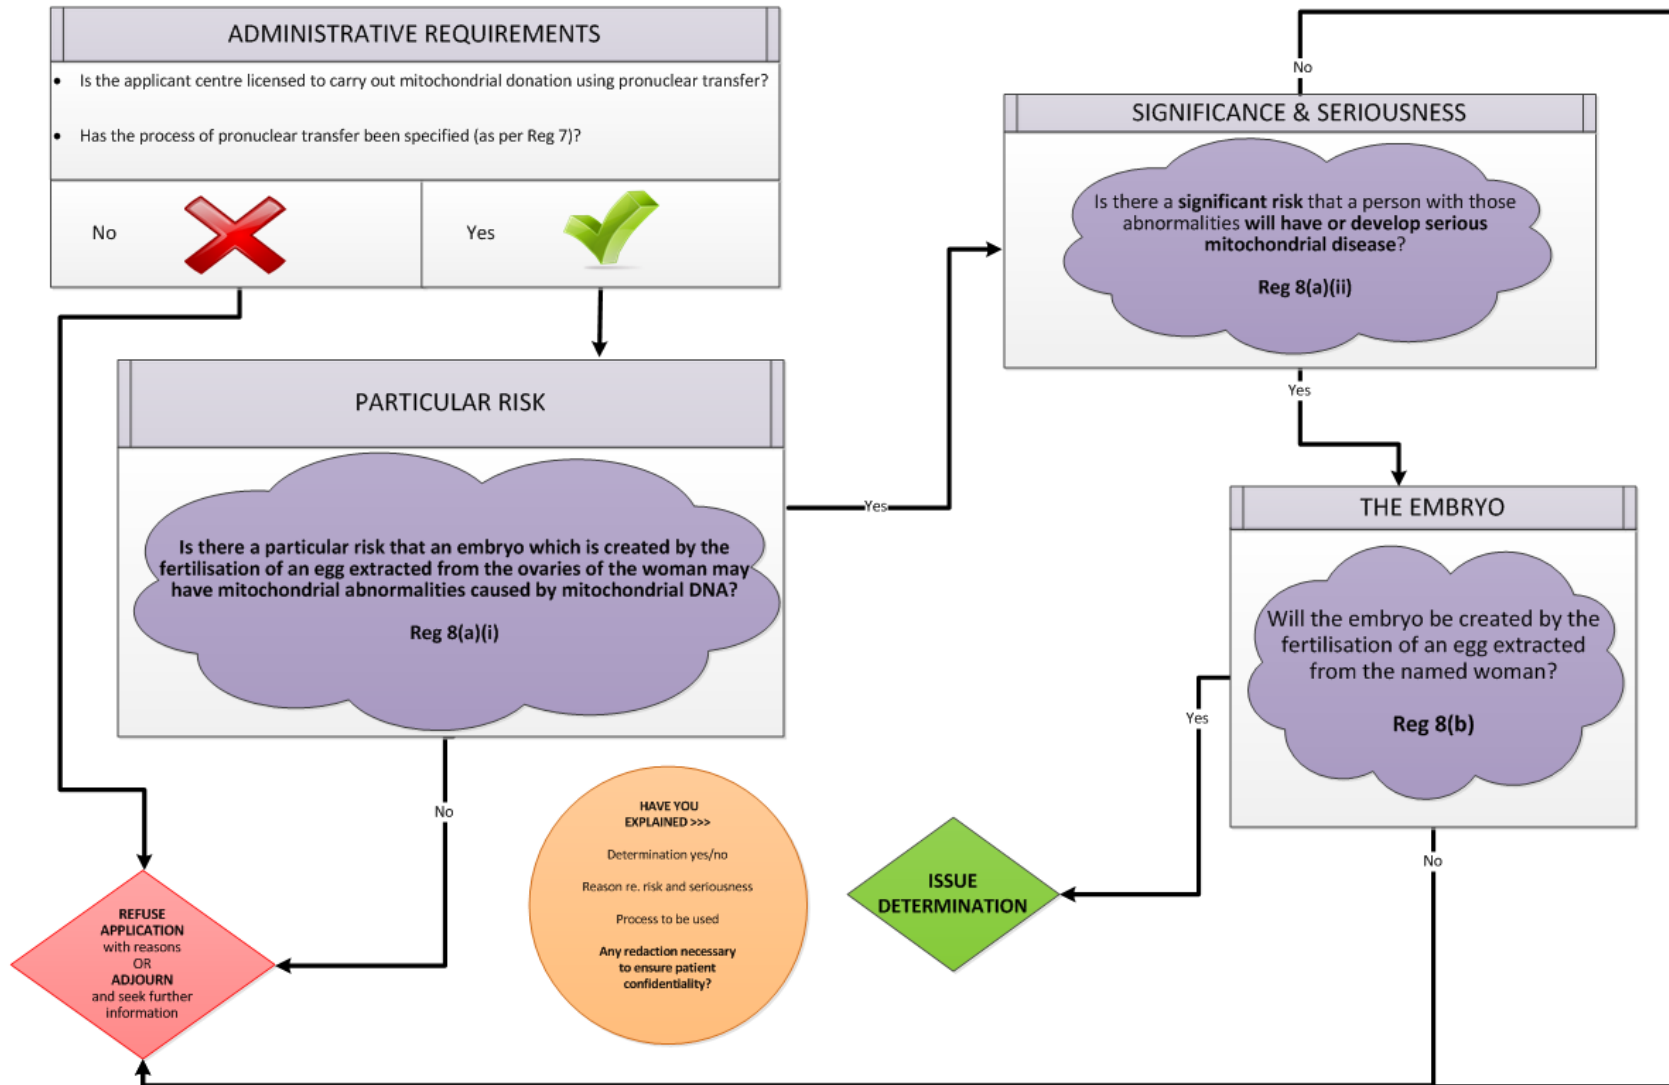 ADMINISTRATIVE REQUIREMENTS
• Is the applicant centre licensed to carry out mitochondrial donation using pronuclear transfer?
• Has the process of pronuclear transfer been specified (as per Reg 7)?
No
Yes
PARTICULAR RISK
Is there a particular risk that an embryo which is created by the
fertilisation of an egg extracted from the ovaries of the woman may
have mitochondrial abnormalities caused by mitochondrial DNA?
Reg 8(a)(i)
Yes
No
No
SIGNIFICANCE & SERIOUSNESS
Is there a significant risk that a person with those
abnormalities will have or develop serious
mitochondrial disease?
Reg 8(a)(ii)
Yes
THE EMBRYO
Will the embryo be created by the
fertilisation of an egg extracted
from the named woman?
Reg 8(b)
Yes
No
ISSUE
DETERMINATION
HAVE YOU
EXPLAINED >>>
Determination yes/no
Reason re. risk and seriousness
Process to be used
Any redaction necessary
to ensure patient
confidentiality?
REFUSE
APPLICATION
with reasons
OR
ADJOURN
and seek further
information